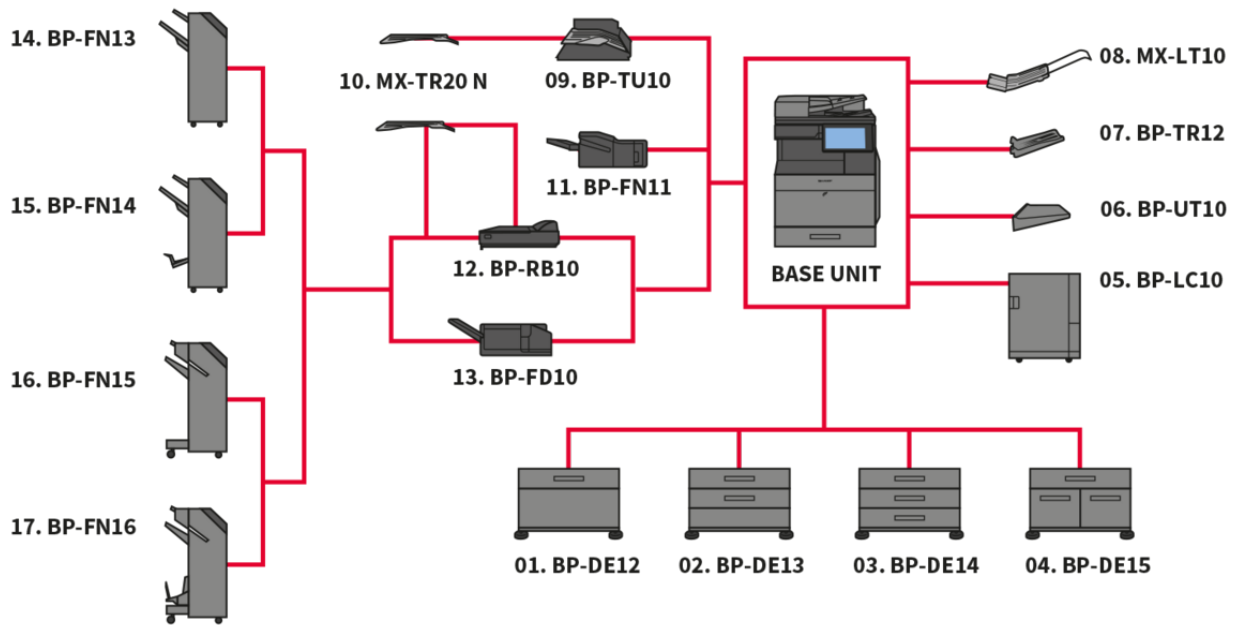 14. BP-FN13
10. MX-TR20 N
09. BP-TU10
08. MX-LT10
07. BP-TR12
15. BP-FN14
11. BP-FN11
06. BP-UT10
12. BP-RB10
BASE UNIT
05. BP-LC10
16. BP-FN15
13. BP-FD10
17. BP-FN16
01. BP-DE12
02. BP-DE13
03. BP-DE14
04. BP-DE15